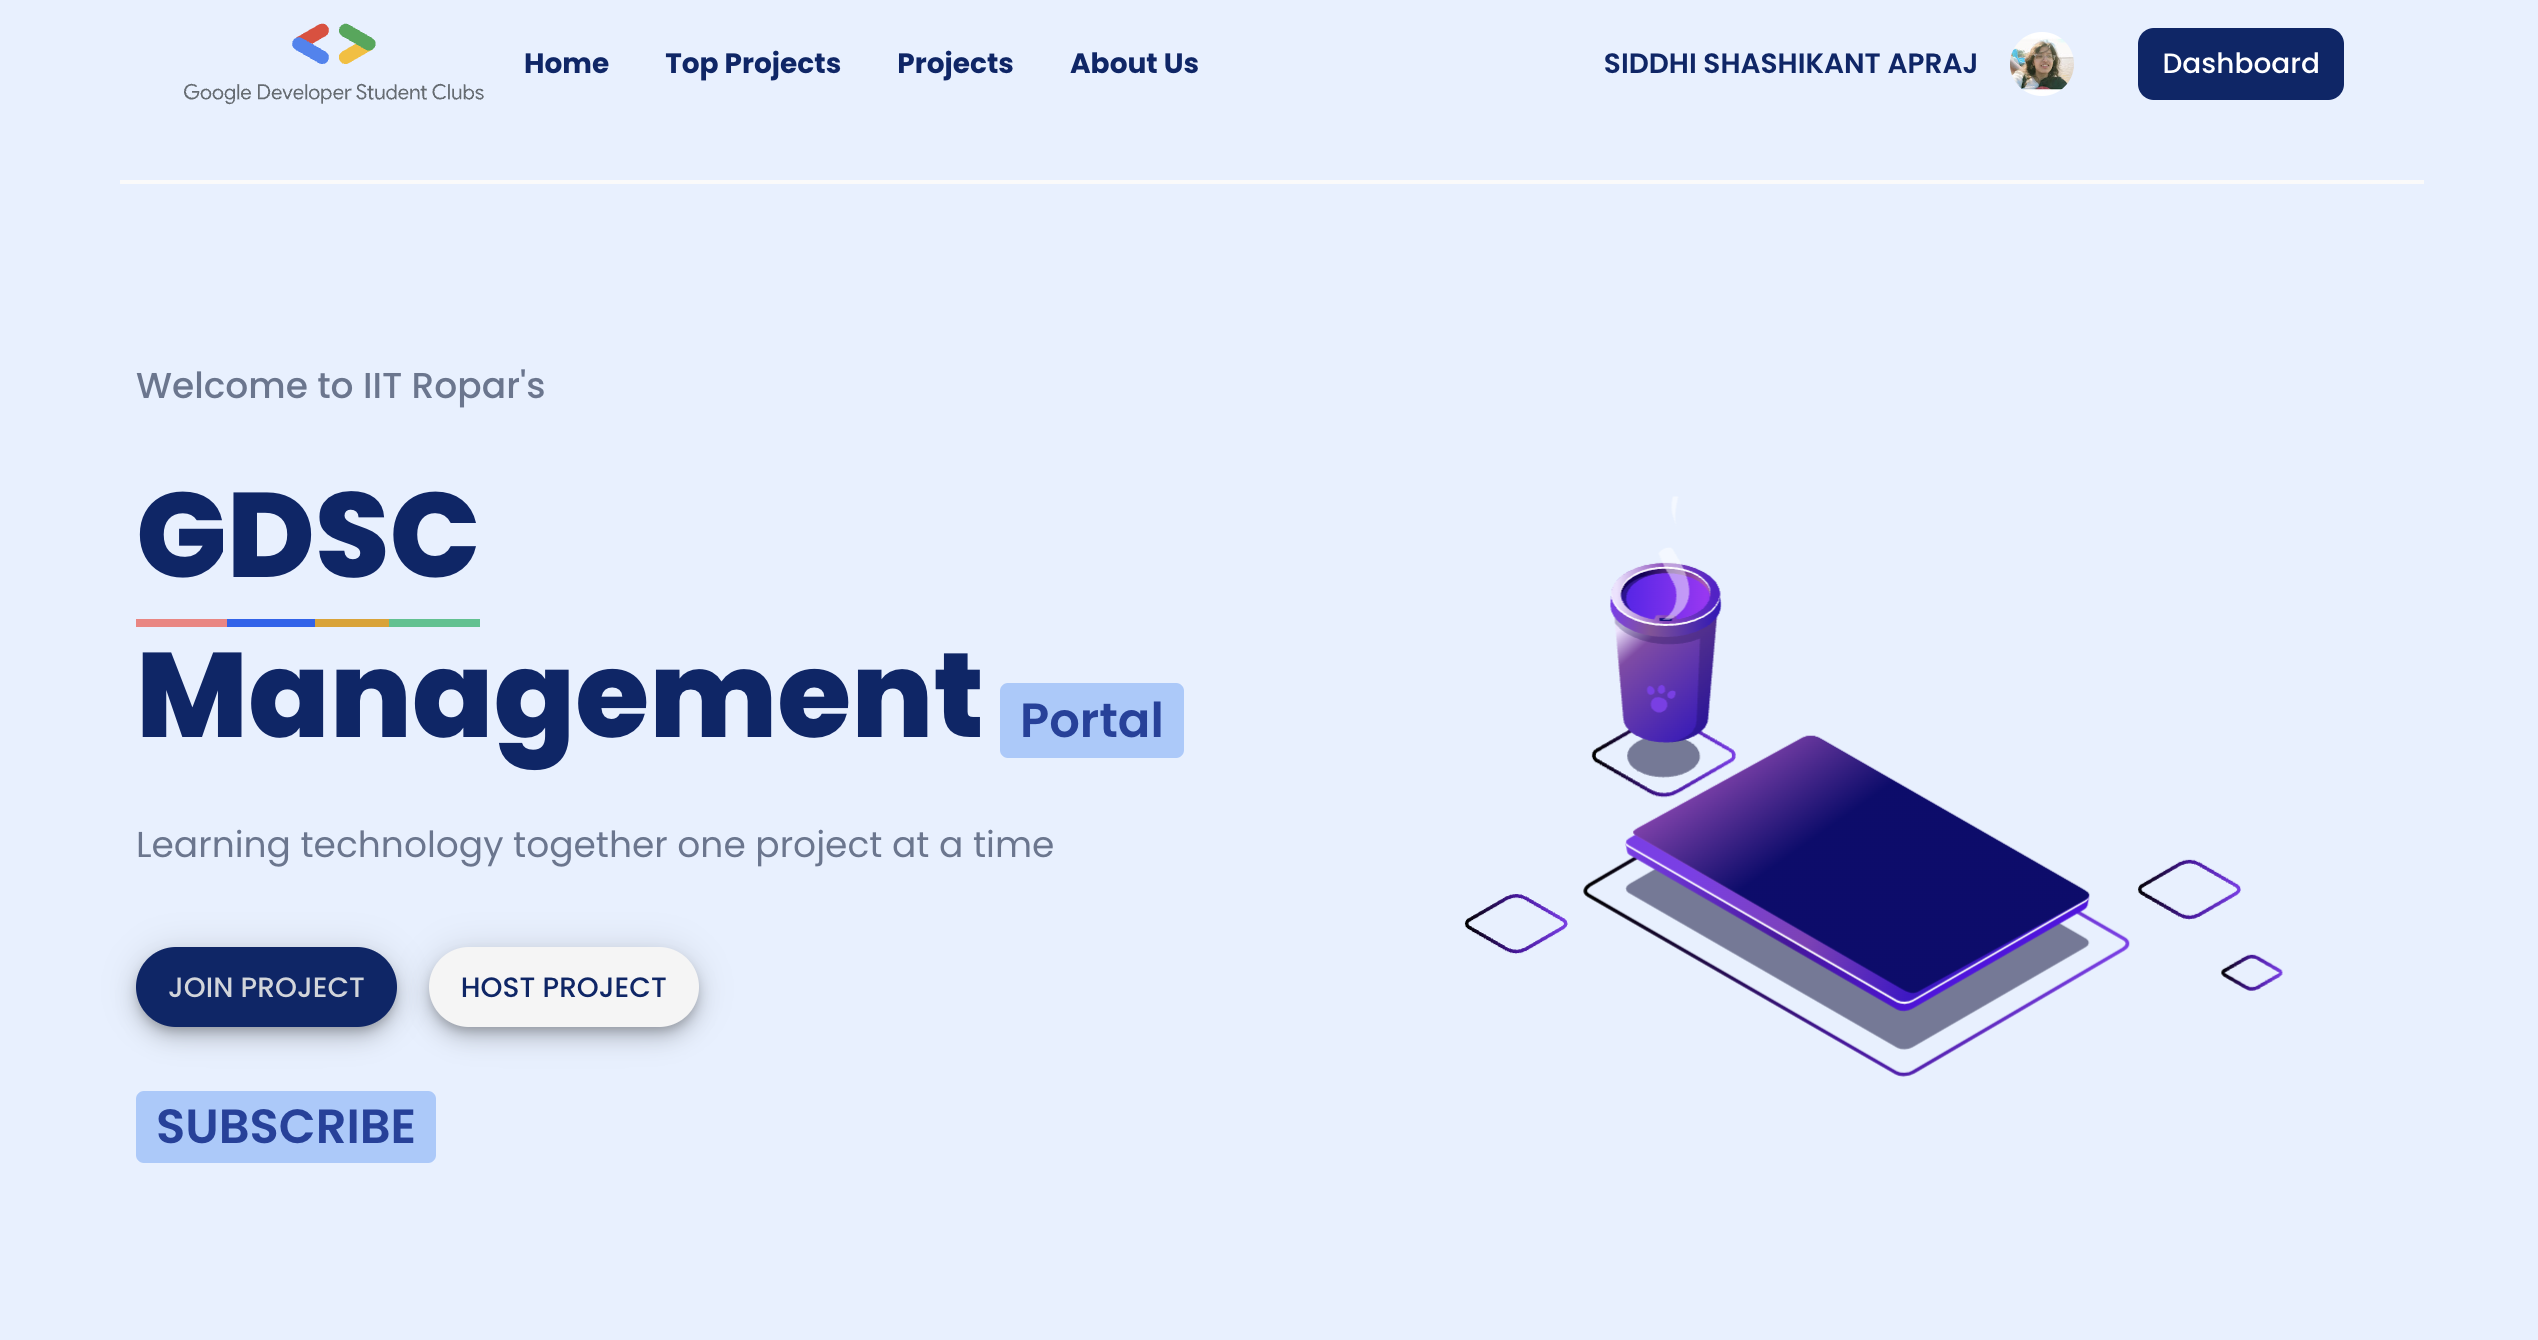 Google Developer Student Clubs
Home Top Projects Projects About Us SIDDHI SHASHIKANT APRAJ Dashboard
Welcome to IIT Ropar's
GDSC
Management Portal
Learning technology together one project at a time
JOIN PROJECT HOST PROJECT
SUBSCRIBE